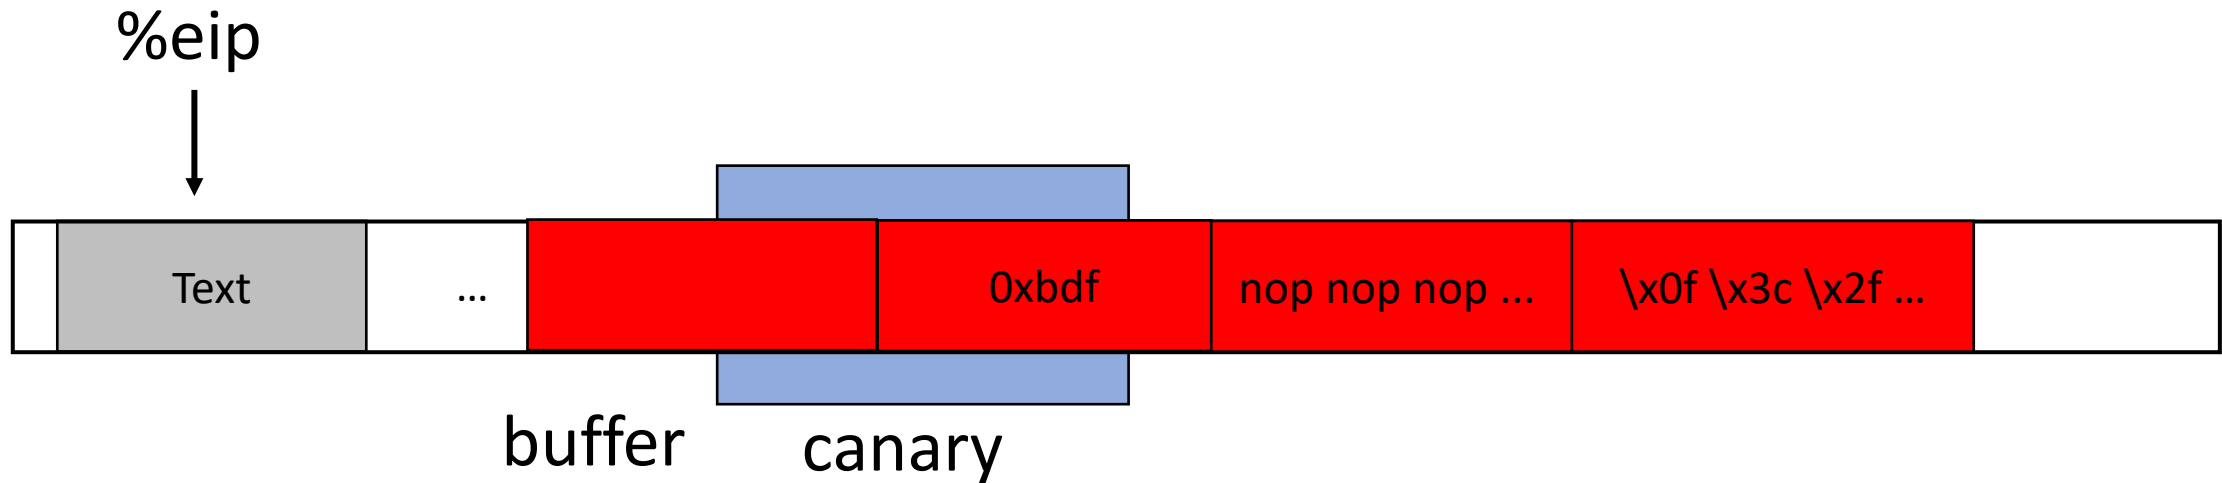 %eip
Text ... 0xbdf nop nop nop ... \x0f \x3c \x2f ...
buffer canary